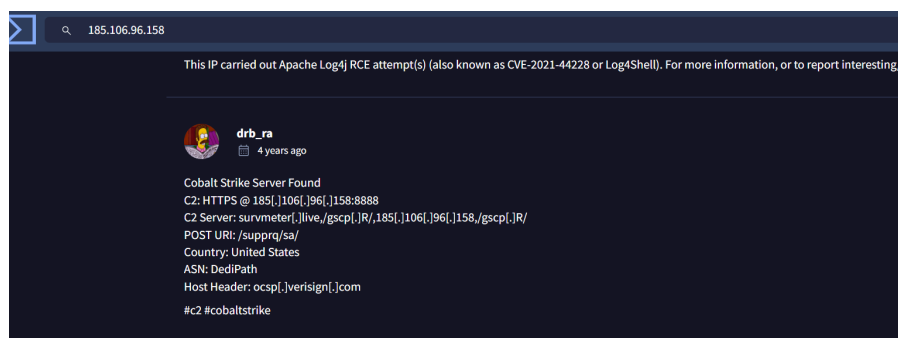 185.106.96.158
This IP carried out Apache Log4j RCE attempt(s) (also known as CVE-2021-44228 or Log4Shell). For more information, or to report interesting,
drb_ra
4 years ago
Cobalt Strike Server Found
C2: HTTPS @ 185[.]106[.]96[.]158:8888
C2 Server: survmeter[.]live,/gscp[.]R/,185[.]106[.]96[.]158,/gscp[.]R/
POST URI: /supprq/sa/
Country: United States
ASN: DediPath
Host Header: ocsp[.]verisign[.]com
#c2 #cobaltstrike